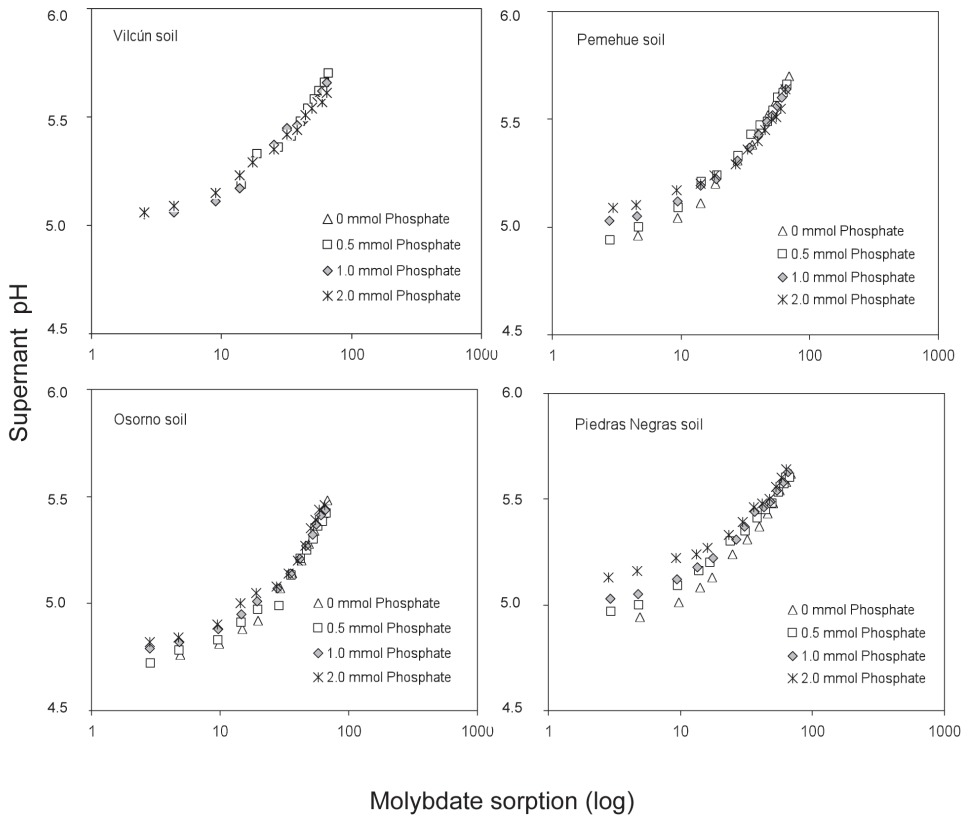 6.0
Vilcún soil
5.5
5.0
4.5
0 mmol Phosphate
0.5 mmol Phosphate
1.0 mmol Phosphate
2.0 mmol Phosphate
1
10
100
1000
6.0
Pemehue soil
5.5
5.0
4.5
0 mmol Phosphate
0.5 mmol Phosphate
1.0 mmol Phosphate
2.0 mmol Phosphate
1
10
100
1000
Supernant pH
6.0
Osorno soil
5.5
5.0
4.5
0 mmol Phosphate
0.5 mmol Phosphate
1.0 mmol Phosphate
2.0 mmol Phosphate
1
10
100
1000
6.0
Piedras Negras soil
5.5
5.0
4.5
0 mmol Phosphate
0.5 mmol Phosphate
1.0 mmol Phosphate
2.0 mmol Phosphate
1
10
100
1000
Molybdate sorption (log)